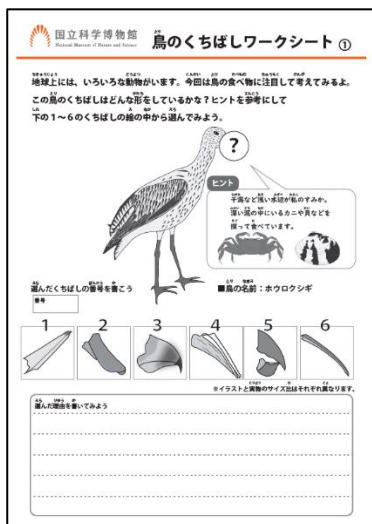 国立科学博物館
National Museum of Nature and Science
鳥のくちばしワークシート ①
地球上には、いろいろな動物がいます。今回は鳥の食べ物に注目して考えてみるよ。
この鳥のくちばしはどんな形をしているかな?ヒントを参考にして
下の1~6のくちばしの絵の中から選んでみよう。
?
ヒント
干潟など浅い水辺が私のすみか。
深い泥の中にいるカニや貝などを
探って食べています。
選んだくちばしの番号を書こう
番号
■鳥の名前:ホウロクシギ
1 2 3 4 5 6
※イラストと実物のサイズ比はそれぞれ異なります。
選んだ理由を書いてみよう